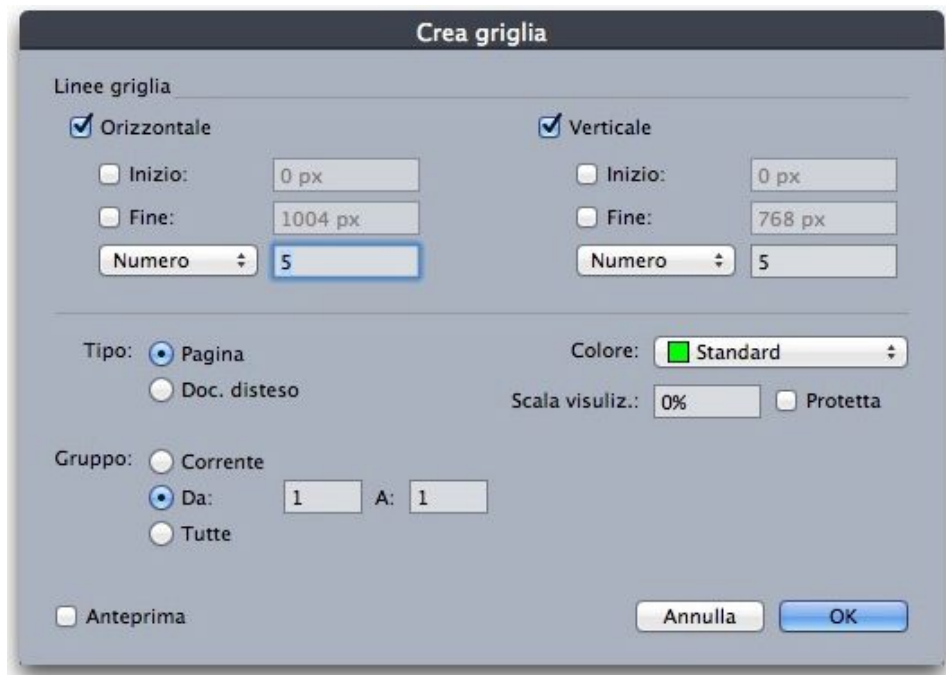 Crea griglia
Linee griglia
Orizzontale
Verticale
Inizio: 0 px
Inizio: 0 px
Fine: 1004 px
Fine: 768 px
Numero 5
Numero 5
Tipo: Pagina
Colore: Standard
Doc. disteso
Scala visuliz.: 0% Protetta
Gruppo: Corrente
Da: 1 A: 1
Tutte
Anteprima
Annulla
OK